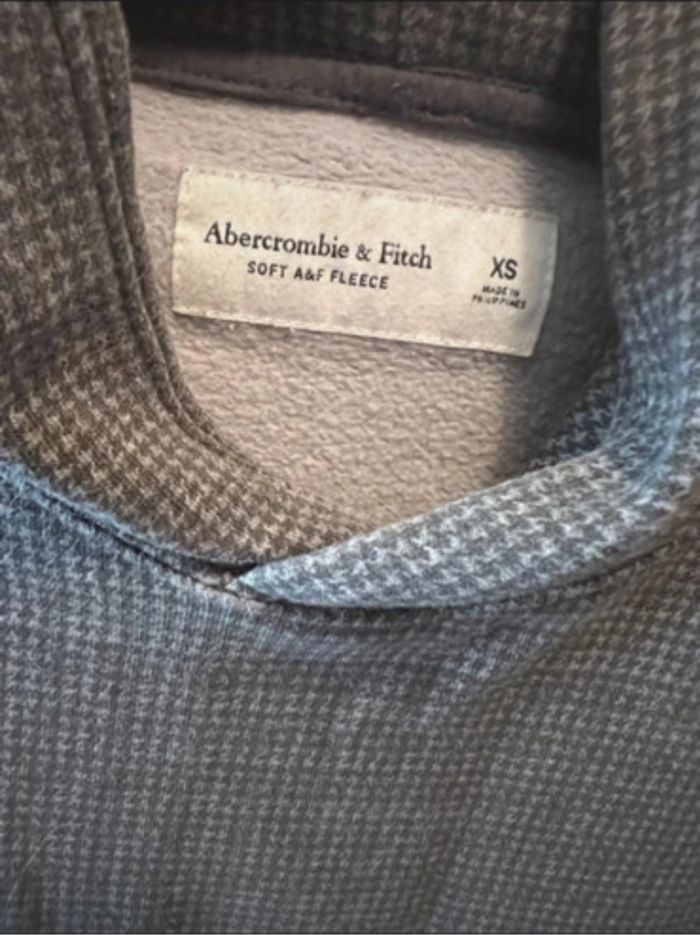 Abercrombie & Fitch
SOFT A&F FLEECE
XS
MADE IN
PHILIPPINES